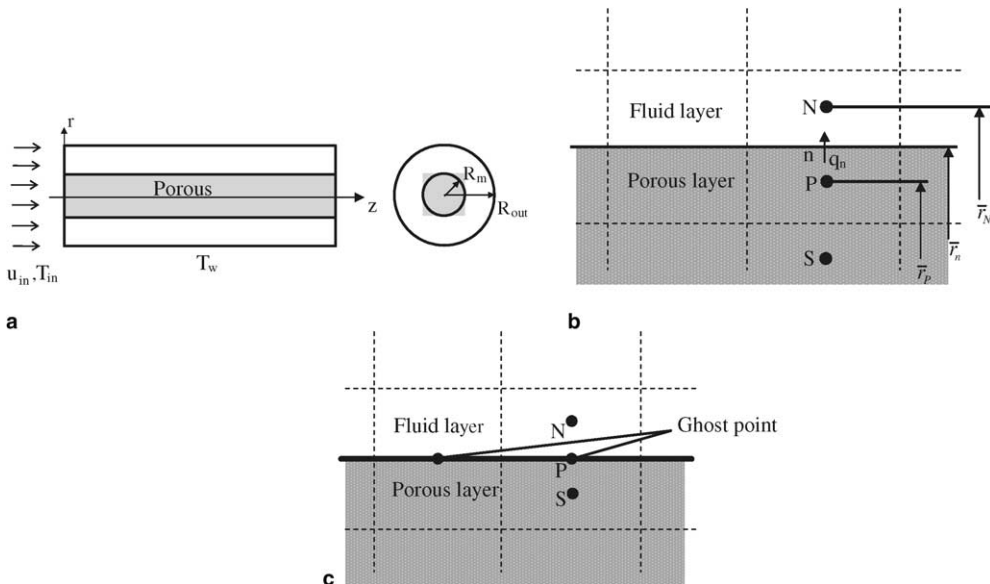 r
Porous
z
T_w
u_in ,T_in
R_m
R_out
a
Fluid layer
N
n q_n
Porous layer
P
S
r̅_N
r̅_n
r̅_P
b
Fluid layer
N
Ghost point
P
Porous layer
S
c